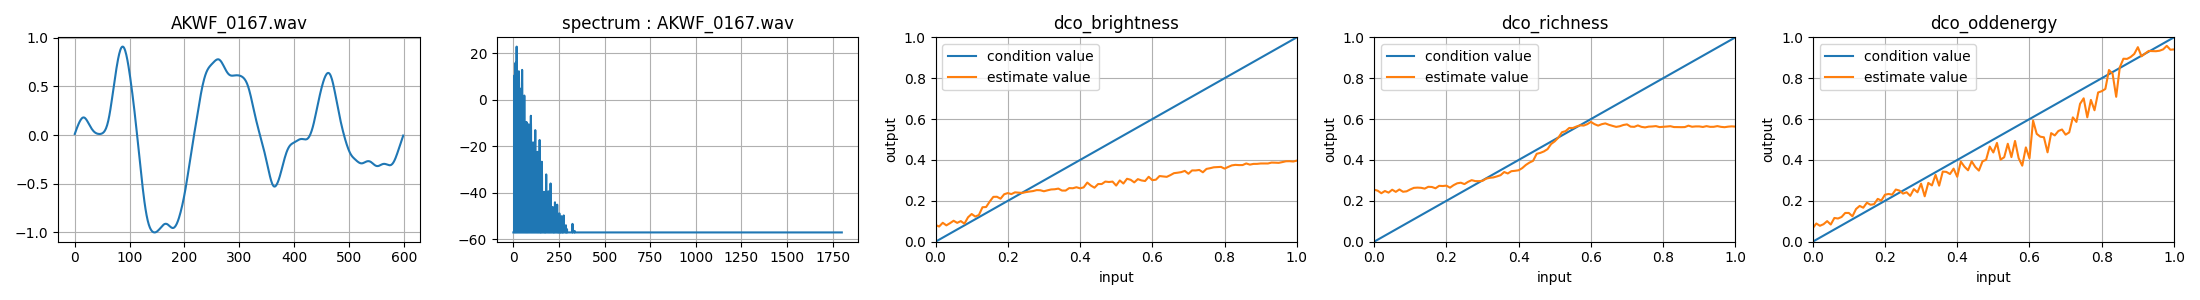 AKWF_0167.wav
1.0
0.5
0.0
−0.5
−1.0
0 100 200 300 400 500 600
spectrum : AKWF_0167.wav
20
0
−20
−40
−60
0 250 500 750 1000 1250 1500 1750
dco_brightness
condition value
estimate value
output
1.0
0.8
0.6
0.4
0.2
0.0
0.0 0.2 0.4 0.6 0.8 1.0
input
dco_richness
condition value
estimate value
output
1.0
0.8
0.6
0.4
0.2
0.0
0.0 0.2 0.4 0.6 0.8 1.0
input
dco_oddenergy
condition value
estimate value
output
1.0
0.8
0.6
0.4
0.2
0.0
0.0 0.2 0.4 0.6 0.8 1.0
input